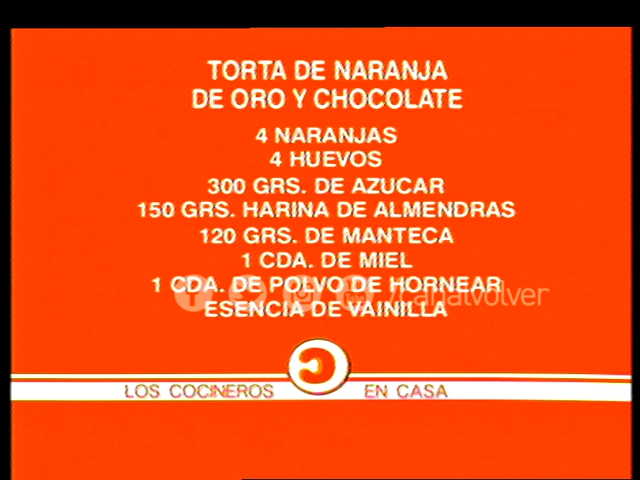 TORTA DE NARANJA
DE ORO Y CHOCOLATE
4 NARANJAS
4 HUEVOS
300 GRS. DE AZUCAR
150 GRS. HARINA DE ALMENDRAS
120 GRS. DE MANTECA
1 CDA. DE MIEL
1 CDA. DE POLVO DE HORNEAR
/canalvolver
ESENCIA DE VAINILLA
LOS COCINEROS EN CASA